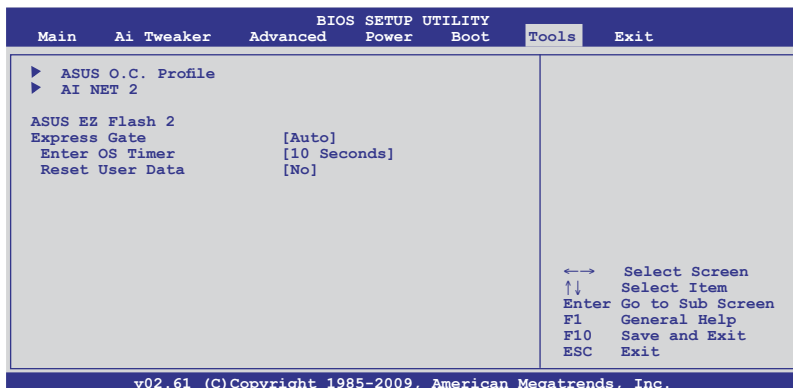 BIOS SETUP UTILITY
Main Ai Tweaker Advanced Power Boot Tools Exit
ASUS O.C. Profile
AI NET 2
ASUS EZ Flash 2
Express Gate [Auto]
Enter OS Timer [10 Seconds]
Reset User Data [No]
←→ Select Screen
↑↓ Select Item
Enter Go to Sub Screen
F1 General Help
F10 Save and Exit
ESC Exit
v02.61 (C)Copyright 1985-2009, American Megatrends, Inc.